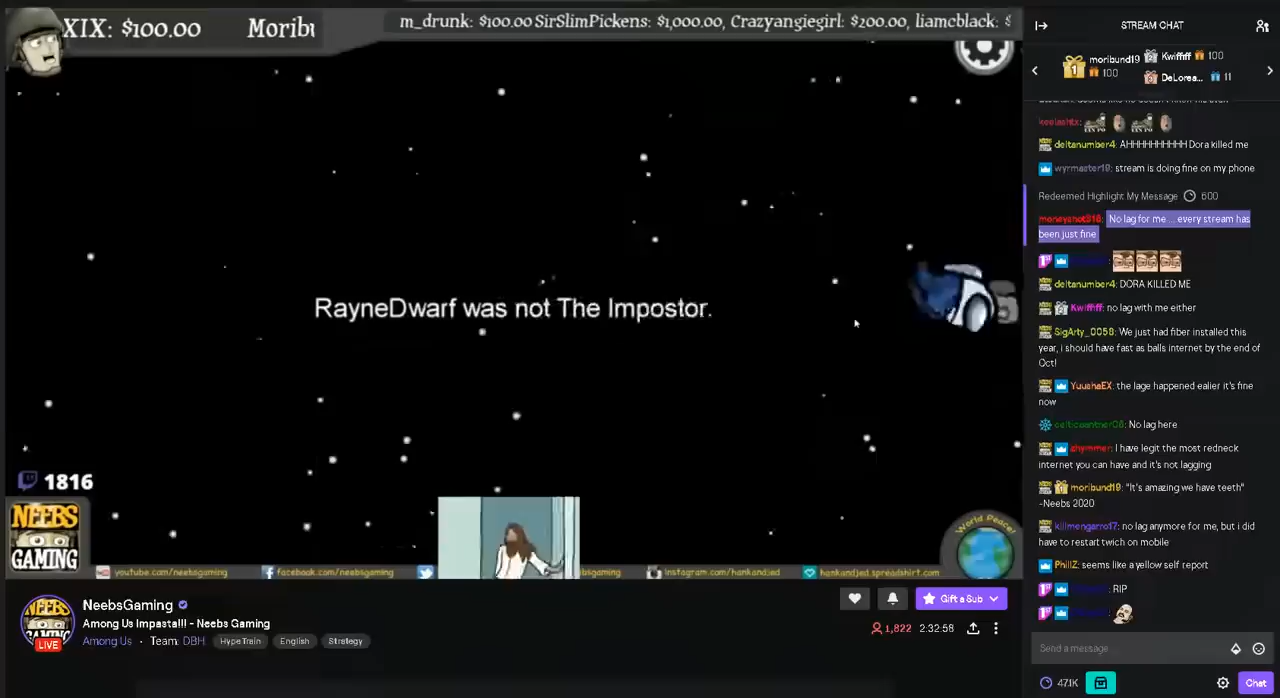 XIX: $100.00 Moribu
m_drunk: $100.00 SirSlimPickens: $1,000.00, Crazyangiegirl: $200.00, liamcblack: $
RayneDwarf was not The Impostor.
1816
NEEBS
GAMING
World Peace!
youtube.com/neebsgaming
facebook.com/neebsgaming
instagram.com/hankandjed
hankandjed.spreadshirt.com
LIVE
NeebsGaming
Among Us Impasta!!! - Neebs Gaming
Among Us · Team: DBH Hype Train English Strategy
Gift a Sub
1,822 2:32:58
STREAM CHAT
moribund19
100
Kwiffiff 100
DeLorea... 11
deltanumber4: AHHHHHHHHHH Dora killed me
wyrmaster19: stream is doing fine on my phone
Redeemed Highlight My Message 600
moneyshot816: No lag for me.... every stream has
been just fine
deltanumber4: DORA KILLED ME
Kwiffiff: no lag with me either
SigArty_0058: We just had fiber installed this
year, i should have fast as balls internet by the end of
Oct!
YuushaEX: the lage happened ealier it's fine
now
No lag here
shymmer: I have legit the most redneck
internet you can have and it's not lagging
moribund19: "It's amazing we have teeth"
-Neebs 2020
killmengarro17: no lag anymore for me, but i did
have to restart twich on mobile
PhillZ: seems like a yellow self report
: RIP
Send a message
47.1K
Chat